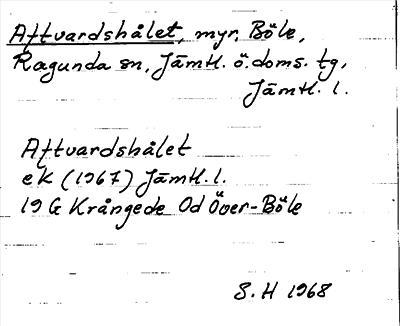 Aftvardshålet, myr, Böle,
Ragunda sn, Jämtl. ö. doms. tg,
Jämtl. l.
Aftvardshålet
ek (1967) Jämtl. l.
19 G Krångede Od Över-Böle
S. H 1968